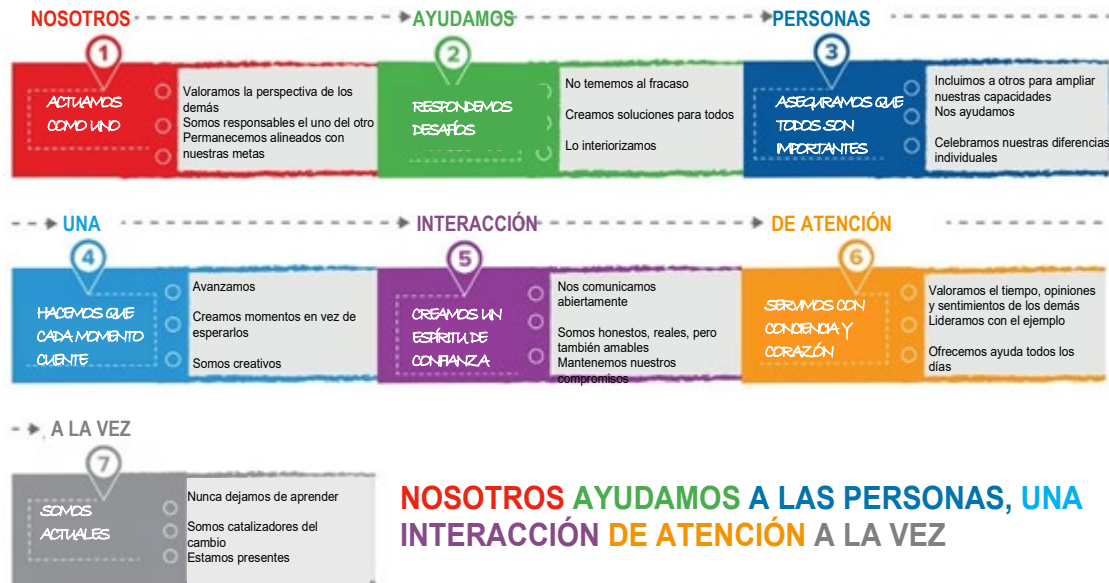 NOSOTROS
AYUDAMOS
PERSONAS
1
ACTUAMOS
COMO UNO
Valoramos la perspectiva de los
demás
Somos responsables el uno del otro
Permanecemos alineados con
nuestras metas
2
RESPONDEMOS
DESAFÍOS
No tememos al fracaso
Creamos soluciones para todos
Lo interiorizamos
3
ASEGURAMOS QUE
TODOS SON
IMPORTANTES
Incluimos a otros para ampliar
nuestras capacidades
Nos ayudamos
Celebramos nuestras diferencias
individuales
UNA
INTERACCIÓN
DE ATENCIÓN
4
HACEMOS QUE
CADA MOMENTO
CUENTE
Avanzamos
Creamos momentos en vez de
esperarlos
Somos creativos
5
CREAMOS UN
ESPÍRITU DE
CONFIANZA
Nos comunicamos
abiertamente
Somos honestos, reales, pero
también amables
Mantenemos nuestros
compromisos
6
SERVIMOS CON
CONCIENCIA Y
CORAZÓN
Valoramos el tiempo, opiniones
y sentimientos de los demás
Lideramos con el ejemplo
Ofrecemos ayuda todos los
días
A LA VEZ
7
SOMOS
ACTUALES
Nunca dejamos de aprender
Somos catalizadores del
cambio
Estamos presentes
NOSOTROS AYUDAMOS A LAS PERSONAS, UNA
INTERACCIÓN DE ATENCIÓN A LA VEZ